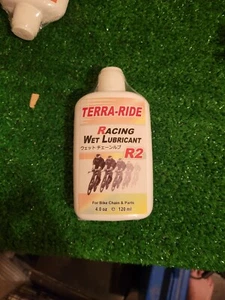 TERRA-RIDE
RACING
WET LUBRICANT
ウェット チェーンルブ
R2
For Bike Chain & Parts
4.0 oz ℮ : 120 ml